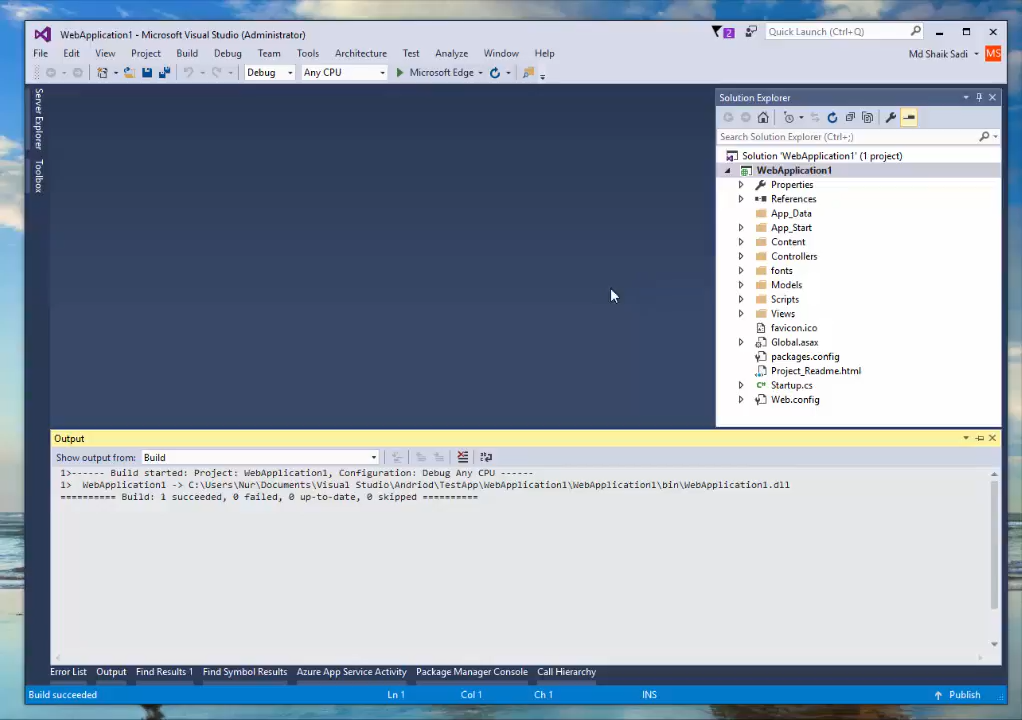 WebApplication1 - Microsoft Visual Studio (Administrator)
2
Quick Launch (Ctrl+Q)
File Edit View Project Build Debug Team Tools Architecture Test Analyze Window Help
Md Shaik Sadi
MS
Debug
Any CPU
Microsoft Edge
Server Explorer
Toolbox
Solution Explorer
Search Solution Explorer (Ctrl+;)
Solution 'WebApplication1' (1 project)
WebApplication1
Properties
References
App_Data
App_Start
Content
Controllers
fonts
Models
Scripts
Views
favicon.ico
Global.asax
packages.config
Project_Readme.html
C# Startup.cs
Web.config
Output
Show output from: Build
1>------ Build started: Project: WebApplication1, Configuration: Debug Any CPU ------
1>  WebApplication1 -> C:\Users\Nur\Documents\Visual Studio\Andriod\TestApp\WebApplication1\WebApplication1\bin\WebApplication1.dll
========== Build: 1 succeeded, 0 failed, 0 up-to-date, 0 skipped ==========
Error List Output Find Results 1 Find Symbol Results Azure App Service Activity Package Manager Console Call Hierarchy
Build succeeded Ln 1 Col 1 Ch 1 INS Publish